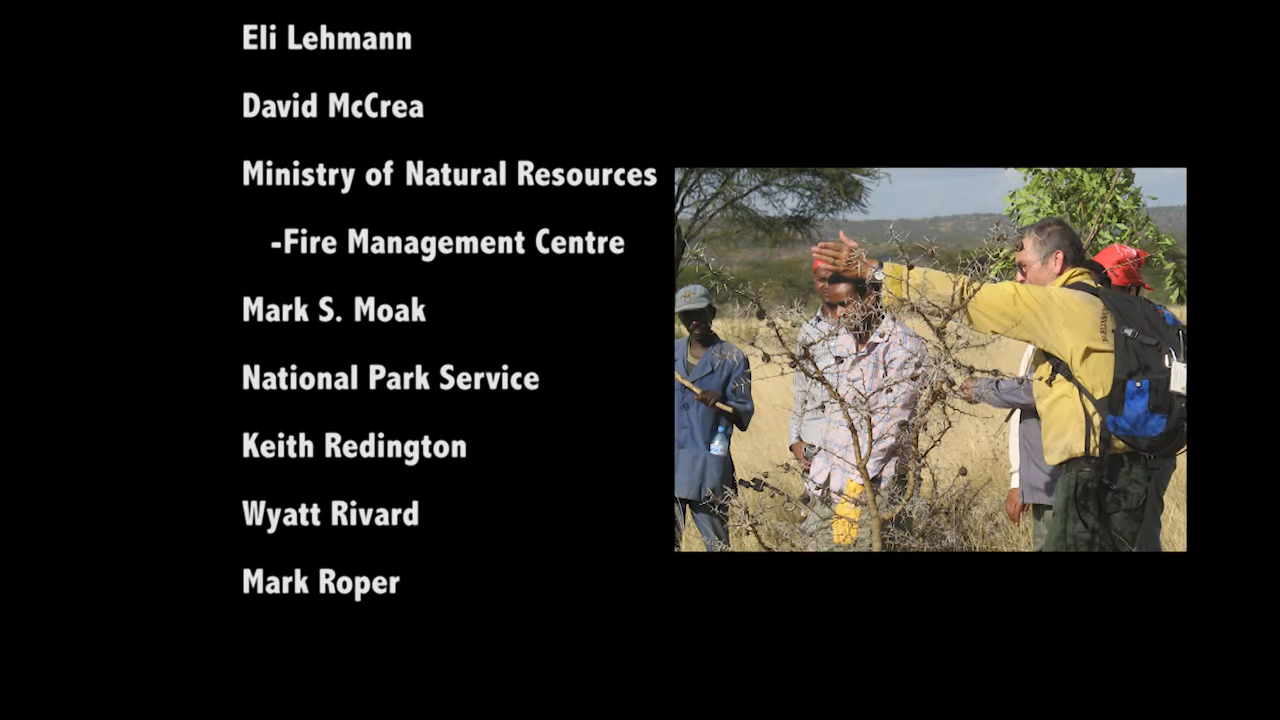 Eli Lehmann
David McCrea
Ministry of Natural Resources
-Fire Management Centre
Mark S. Moak
National Park Service
Keith Redington
Wyatt Rivard
Mark Roper